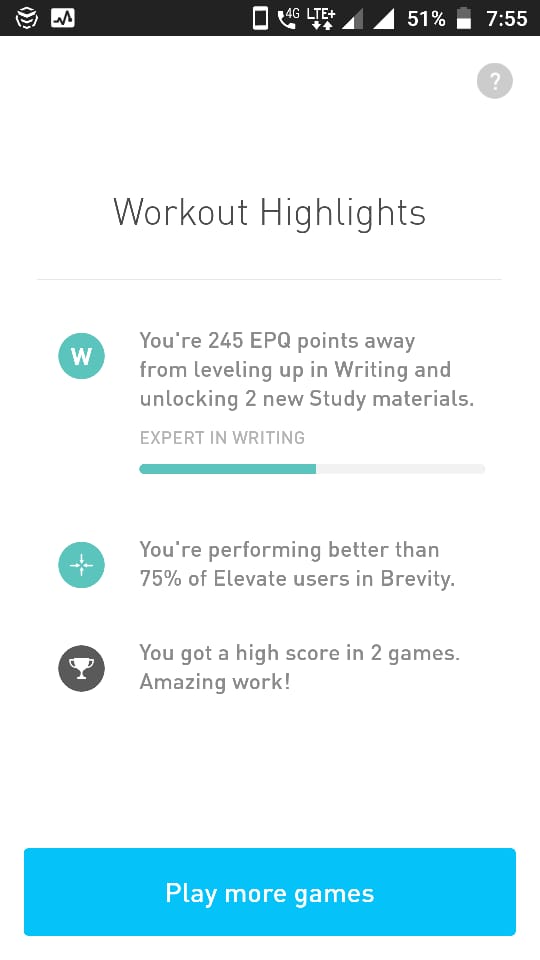 4G LTE+ 51% 7:55
?
Workout Highlights
W
You're 245 EPQ points away
from leveling up in Writing and
unlocking 2 new Study materials.
EXPERT IN WRITING
You're performing better than
75% of Elevate users in Brevity.
You got a high score in 2 games.
Amazing work!
Play more games